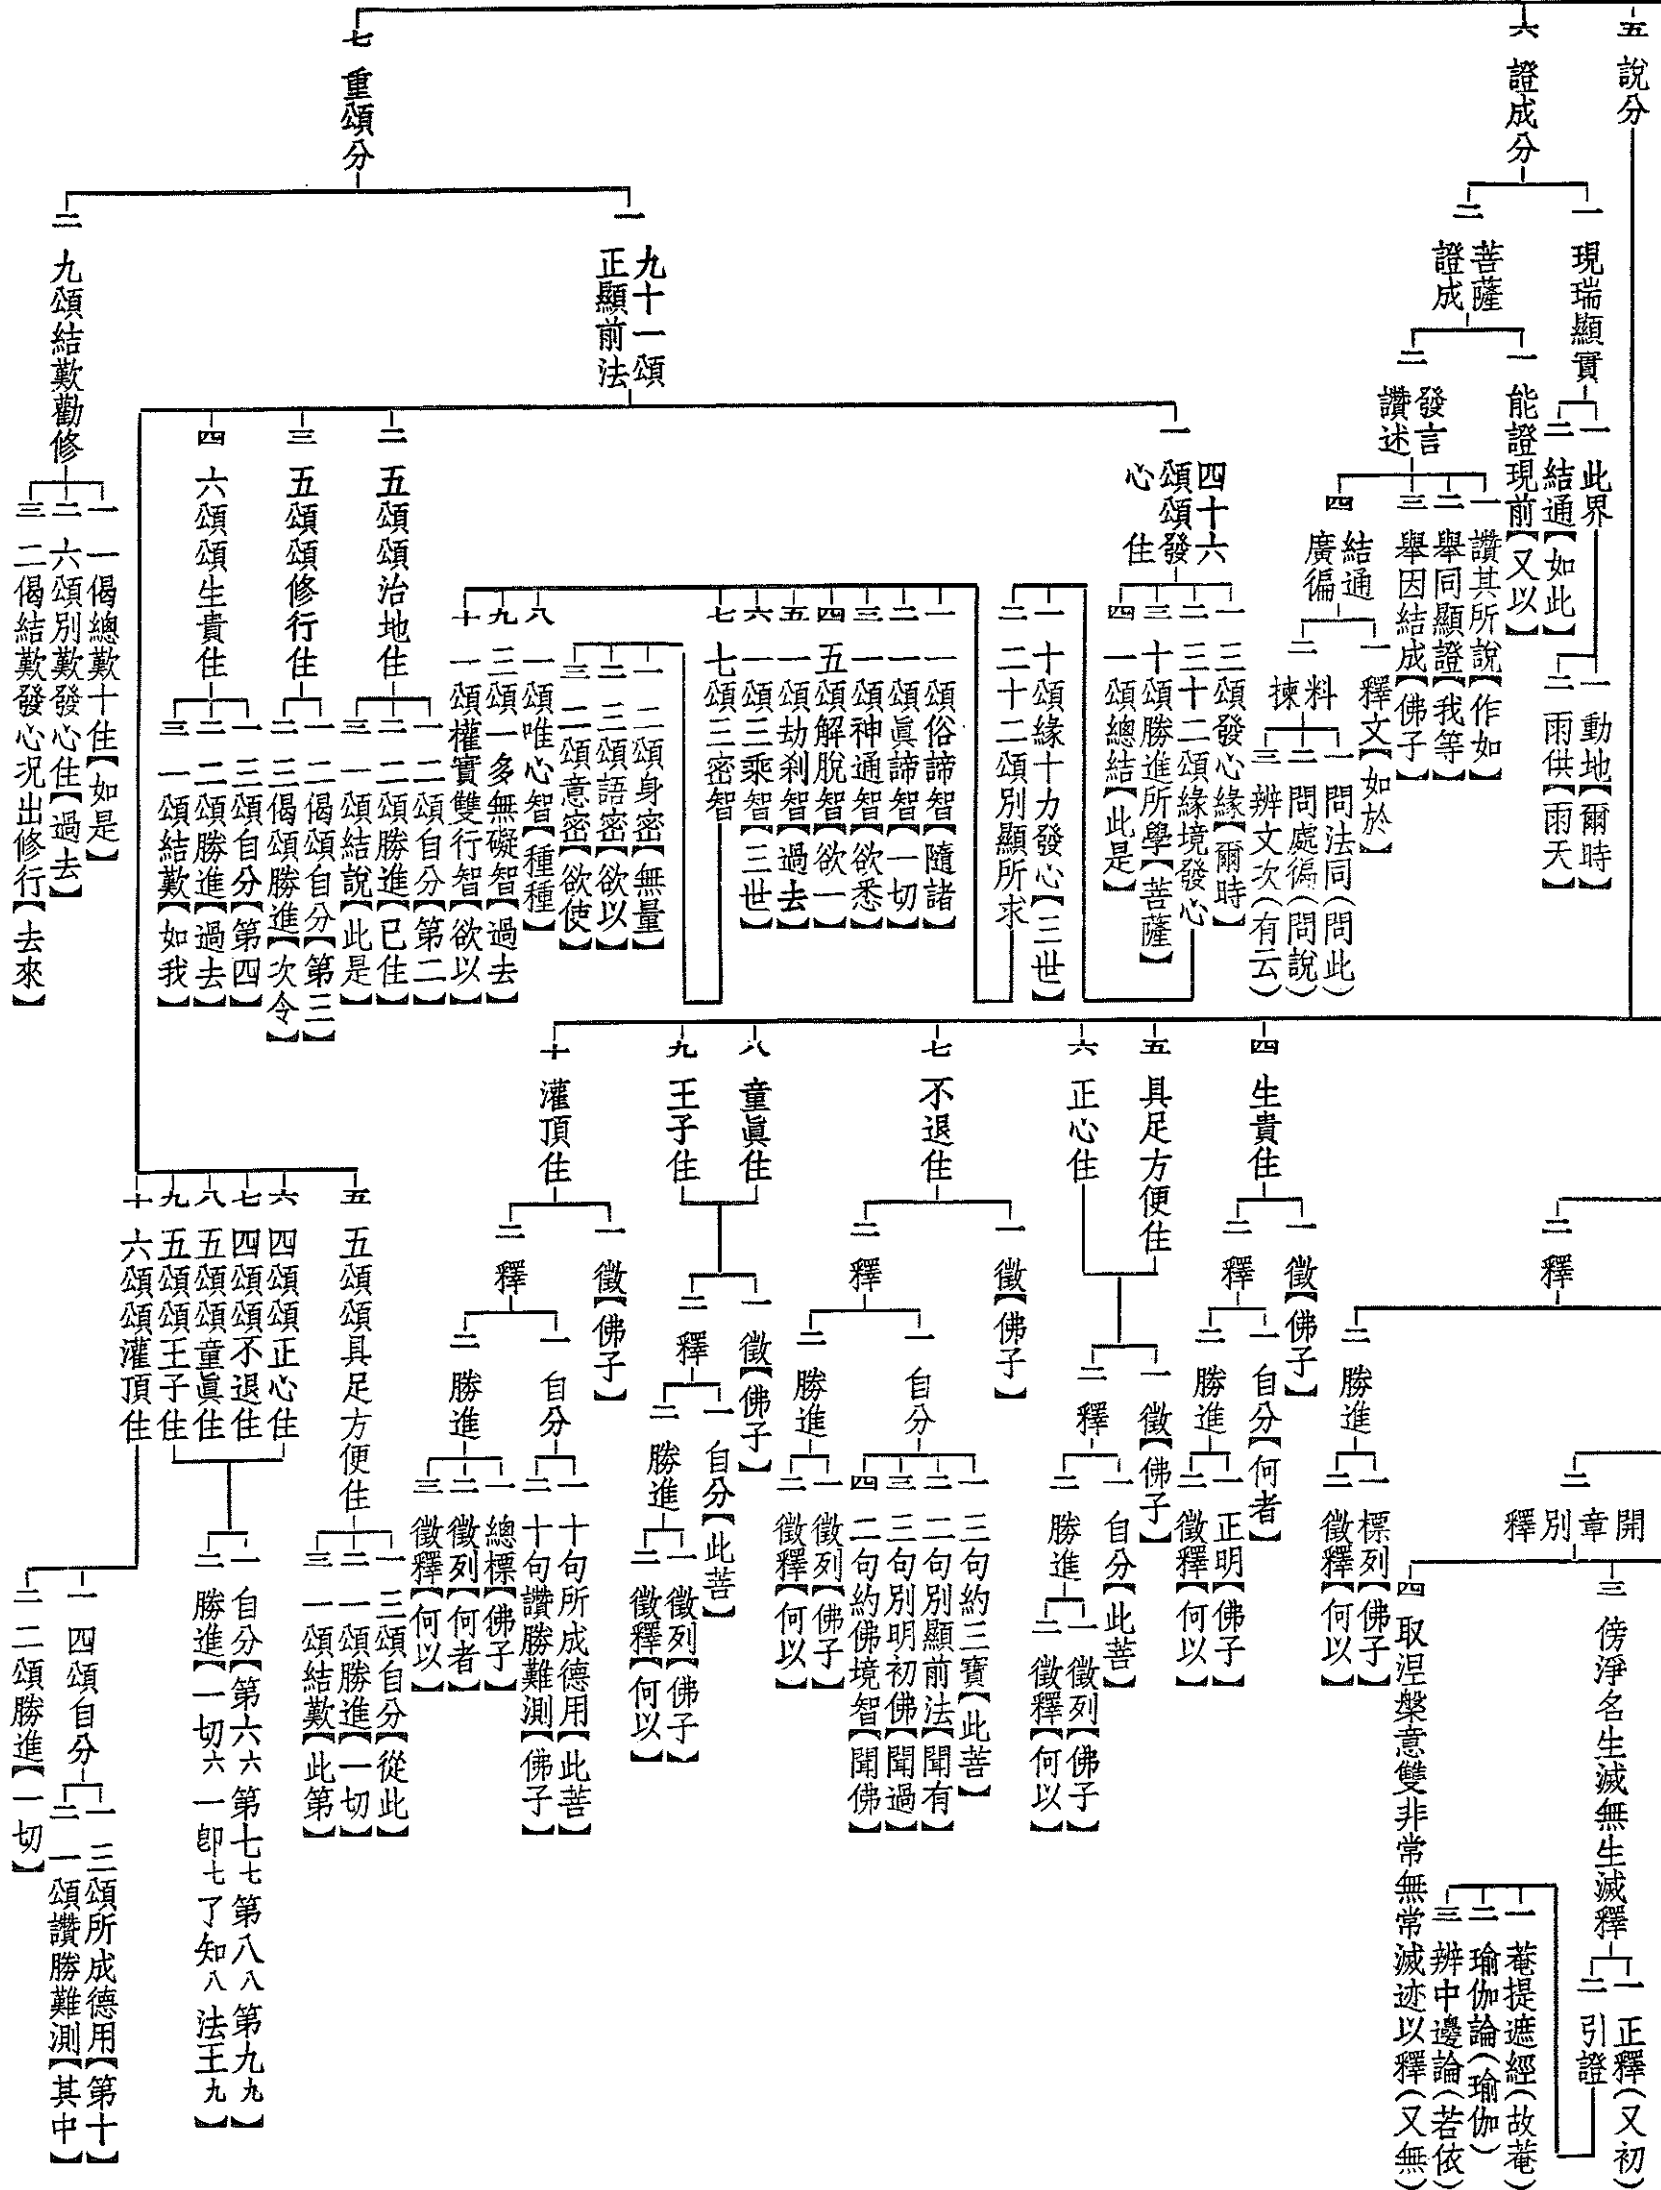 五 說分
六 證成分
一 現瑞顯實
一 此界
一 動地【爾時】
二 雨供【雨天】
二 結通【如此】
二 菩薩證成
一 能證現前【又以】
二 發言讚述
一 讚其所說【作如】
二 舉同顯證【我等】
三 舉因結成【佛子】
四 結通廣徧
一 釋文【如於】
二 料揀
一 問法同(問此)
二 問處徧(問說)
三 辨文次(有云)
七 重頌分
一 九十一頌正顯前法
一 四十六頌頌發心住
一 三頌發心緣【爾時】
二 三十二頌緣境發心
一 十頌緣十力發心【三世】
二 二十二頌別顯所求
一 一頌俗諦智【隨諸】
二 一頌眞諦智【一切】
三 一頌神通智【欲悉】
四 五頌解脫智【欲一】
五 一頌劫剎智【過去】
六 一頌三乘智【三世】
七 七頌三密智
一 二頌身密【無量】
二 三頌語密【欲以】
三 二頌意密【欲使】
八 一頌唯心智【種種】
九 三頌一多無礙智【過去】
十 一頌權實雙行智【欲以】
三 十頌勝進所學【菩薩】
四 一頌總結【此是】
二 五頌頌治地住
一 二頌自分【第二】
二 二頌勝進【已住】
三 一頌結說【此是】
三 五頌頌修行住
一 二偈頌自分【第三】
二 三偈頌勝進【次令】
四 六頌頌生貴住
一 三頌自分【第四】
二 二頌勝進【過去】
三 一頌結歎【如我】
五 五頌頌具足方便住
一 三頌自分【從此】
二 一頌勝進【一切】
三 一頌結歎【此第】
六 四頌頌正心住
七 四頌頌不退住
八 五頌頌童眞住
九 五頌頌王子住
一 自分【第六六 第七七 第八八 第九九】
二 勝進【一切六 一卽七 了知八 法王九】
十 六頌頌灌頂住
一 四頌自分
一 三頌所成德用【第十】
二 一頌讚勝難測【其中】
二 二頌勝進【一切】
二 九頌結歎勸修
一 一偈總歎十住【如是】
二 六頌別歎發心住【過去】
三 二偈結歎發心況出修行【去來】
二 釋
二 開章別釋
三 傍淨名生滅無生滅釋
一 正釋(又初)
二 引證
一 菴提遮經(故菴)
二 瑜伽論(瑜伽)
三 辨中邊論(若依)
四 取涅槃意雙非常無常滅迹以釋(又無)
二 勝進
一 標列【佛子】
二 徵釋【何以】
四 生貴住
一 徵【佛子】
二 釋
一 自分【何者】
二 勝進
一 正明【佛子】
二 徵釋【何以】
五 具足方便住
六 正心住
一 徵【佛子】
二 釋
一 自分【此菩】
二 勝進
一 徵列【佛子】
二 徵釋【何以】
七 不退住
一 徵【佛子】
二 釋
一 自分
一 三句約三寶【此菩】
二 二句別顯前法【聞有】
三 三句別明初佛【聞過】
四 二句約佛境智【聞佛】
二 勝進
一 徵列【佛子】
二 徵釋【何以】
八 童眞住
九 王子住
一 徵【佛子】
二 釋
一 自分【此菩】
二 勝進
一 徵列【佛子】
二 徵釋【何以】
十 灌頂住
一 徵【佛子】
二 釋
一 自分
一 十句所成德用【此菩】
二 十句讚勝難測【佛子】
二 勝進
一 總標【佛子】
二 徵列【何者】
三 徵釋【何以】